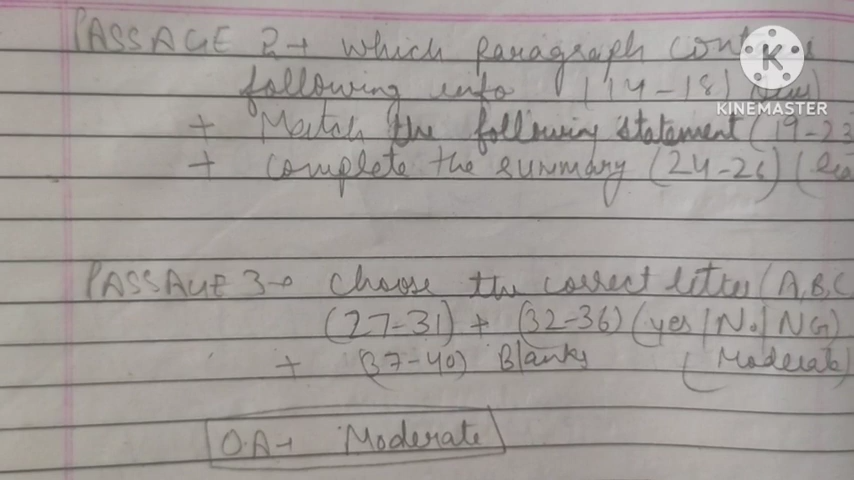 PASSAGE 2→ which Paragraph
following info (14-18)
KINEMASTER
+ Match the following statement (19-23
+ complete the summary (24-26) (
PASSAGE 3→ choose the correct letter (A,B,C
(27-31) + (32-36) (yes/No/NG)
+ (37-40) Blanks (Moderate)
O.A→ Moderate